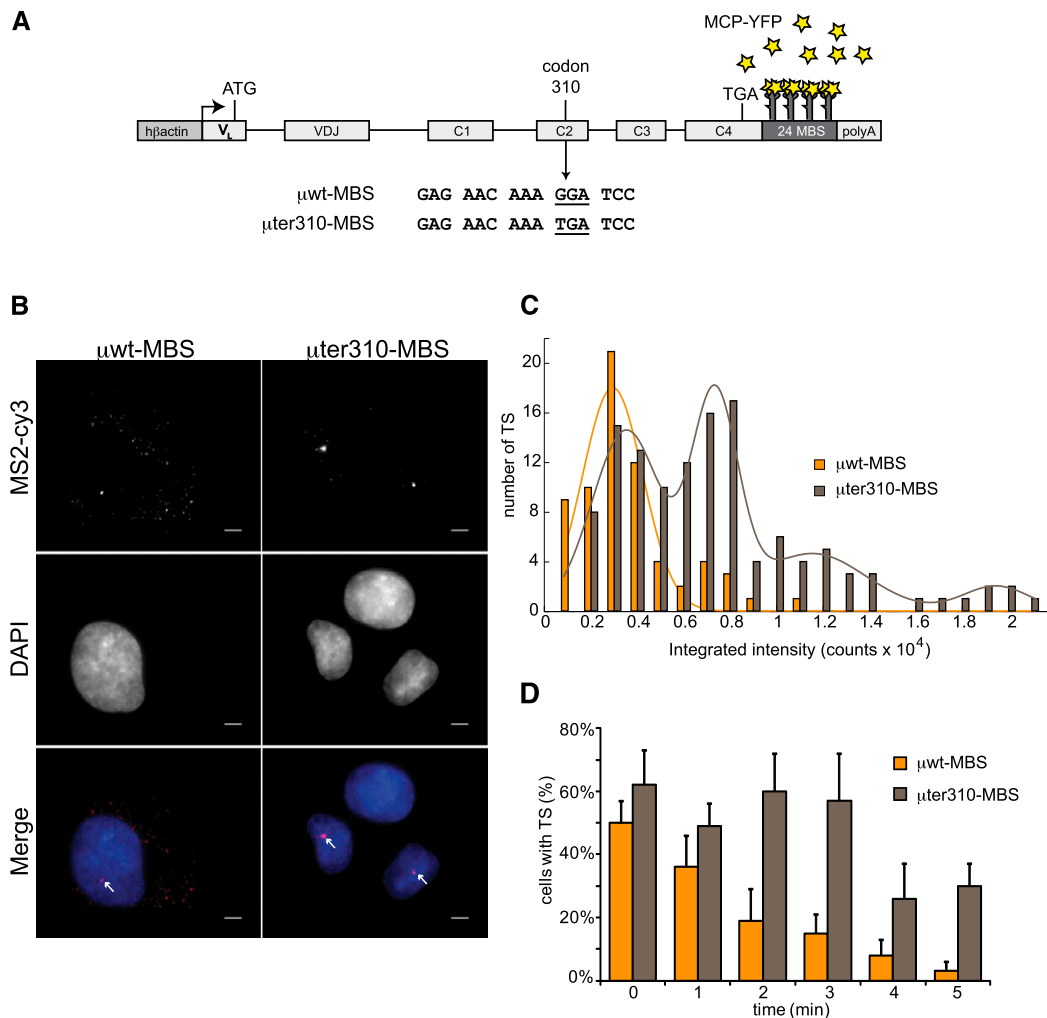 A
MCP-YFP
codon
310
ATG
TGA
hβactin
VL
VDJ
C1
C2
C3
C4
24 MBS
polyA
μwt-MBS GAG AAC AAA GGA TCC
μter310-MBS GAG AAC AAA TGA TCC
B
μwt-MBS μter310-MBS
MS2-cy3
DAPI
Merge
C
number of TS
20
16
12
8
4
0
μwt-MBS
μter310-MBS
0 0.2 0.4 0.6 0.8 1 1.2 1.4 1.6 1.8 2
Integrated intensity (counts x 10⁴)
D
cells with TS (%)
80%
60%
40%
20%
0%
μwt-MBS
μter310-MBS
0 1 2 3 4 5
time (min)